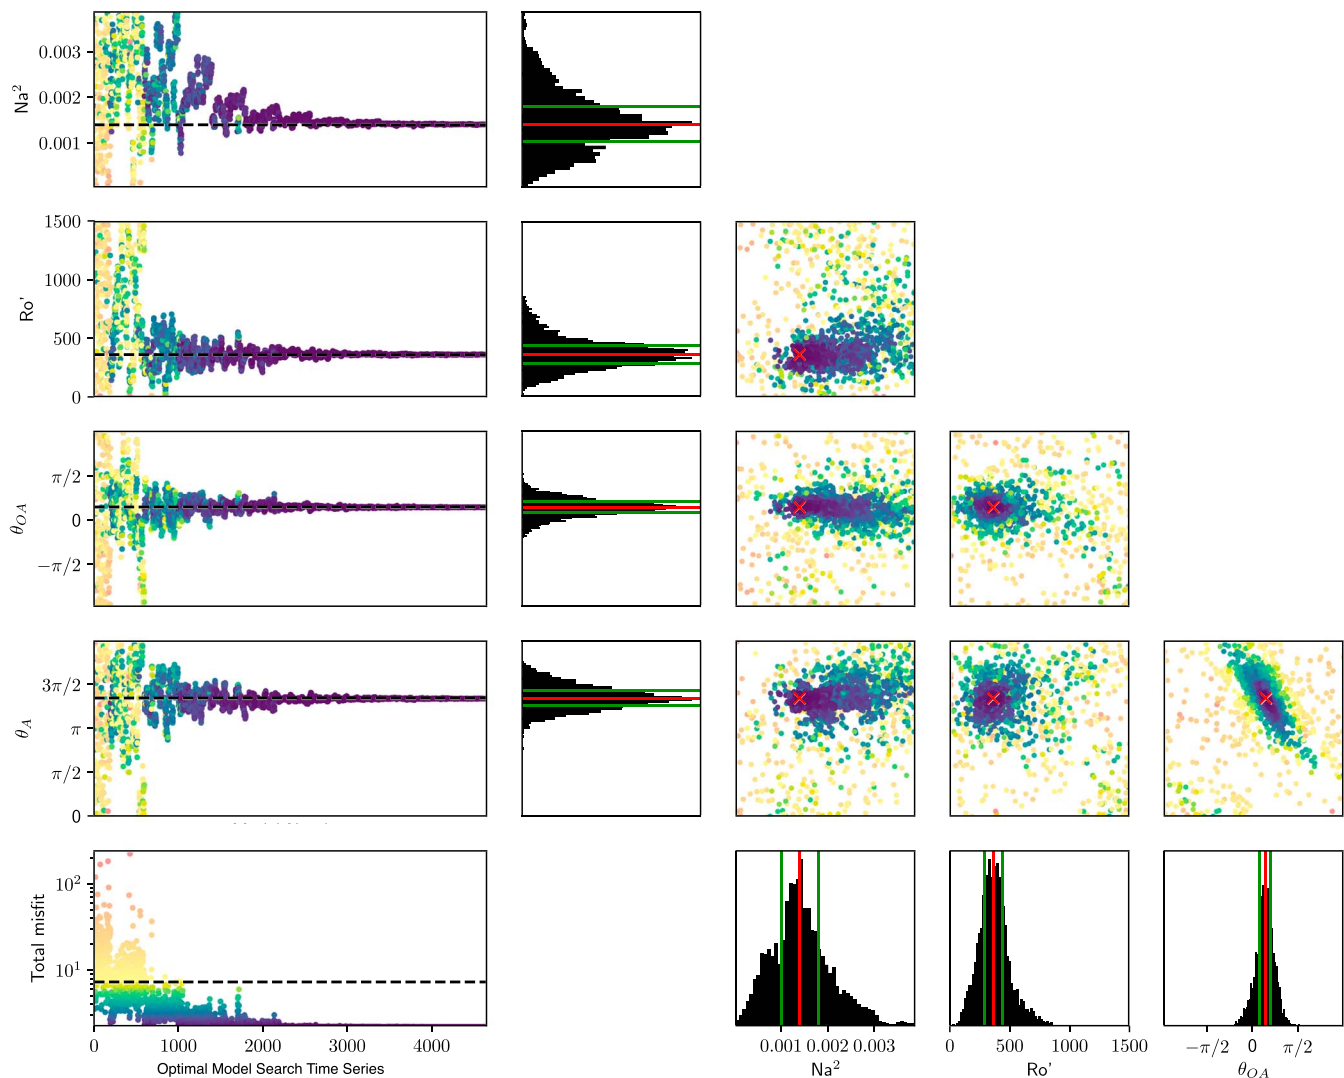 Na²
0.003
0.002
0.001
Ro'
1500
1000
500
0
θ_OA
π/2
0
−π/2
θ_A
3π/2
π
π/2
0
Total misfit
10²
10¹
0 1000 2000 3000 4000
Optimal Model Search Time Series
0.001 0.002 0.003
Na²
0 500 1000 1500
Ro'
−π/2 0 π/2
θ_OA